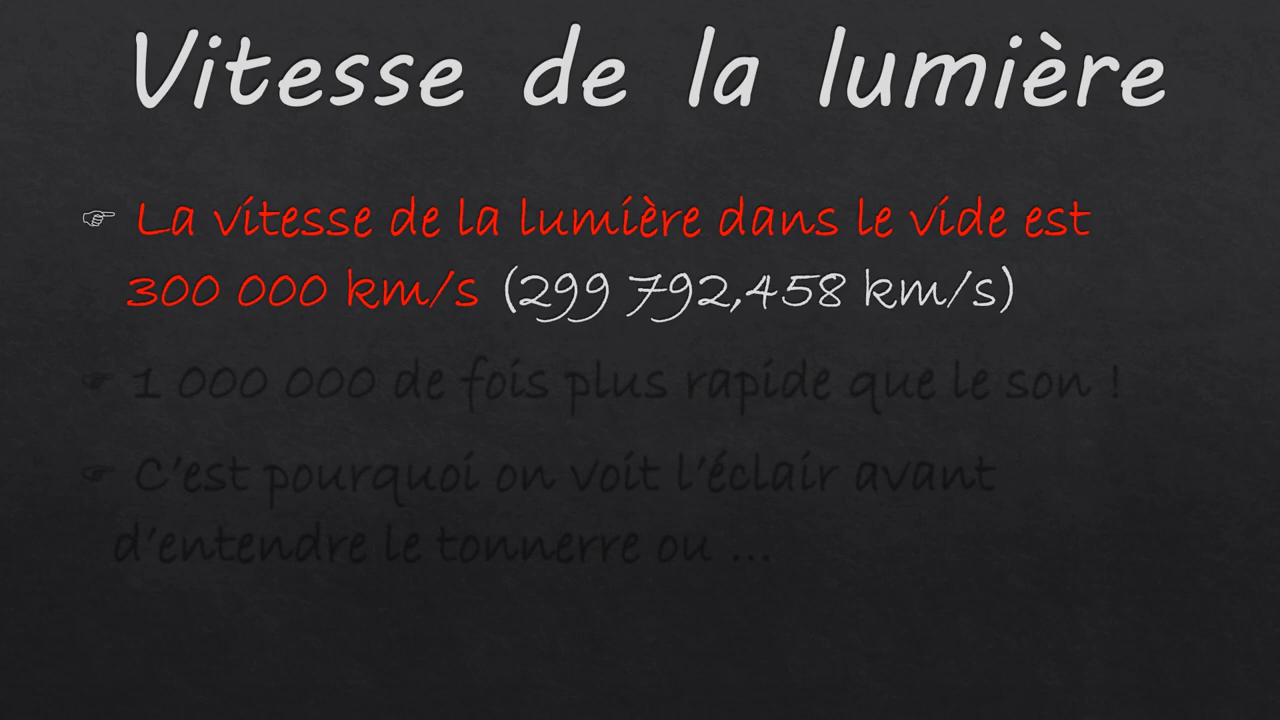 Vitesse de la lumière
☞ La vitesse de la lumière dans le vide est
300 000 km/s (299 792,458 km/s)
☞ 1 000 000 de fois plus rapide que le son !
☞ C'est pourquoi on voit l'éclair avant
d'entendre le tonnerre ou ...